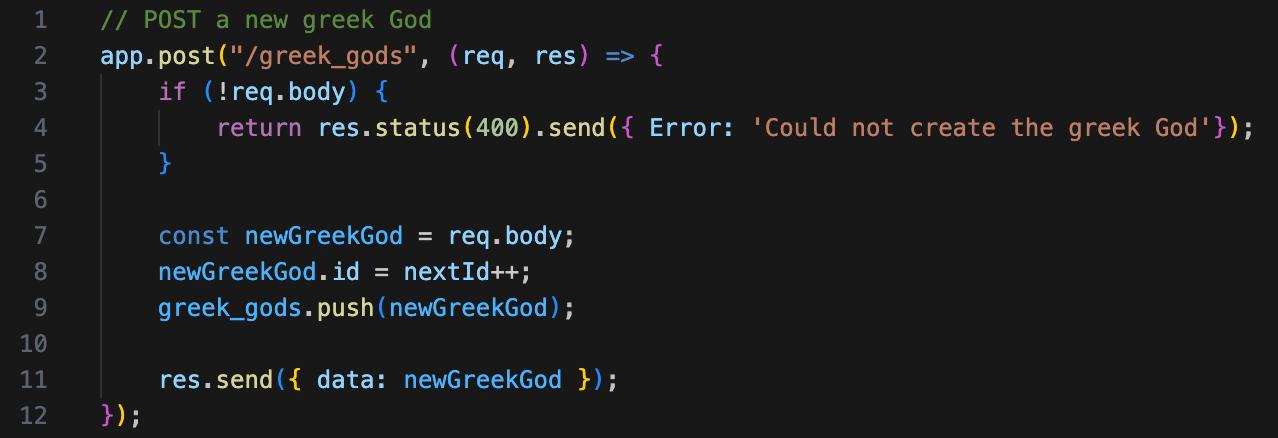 1 // POST a new greek God
2 app.post("/greek_gods", (req, res) => {
3 if (!req.body) {
4 return res.status(400).send({ Error: 'Could not create the greek God'});
5 }
6
7 const newGreekGod = req.body;
8 newGreekGod.id = nextId++;
9 greek_gods.push(newGreekGod);
10
11 res.send({ data: newGreekGod });
12 });